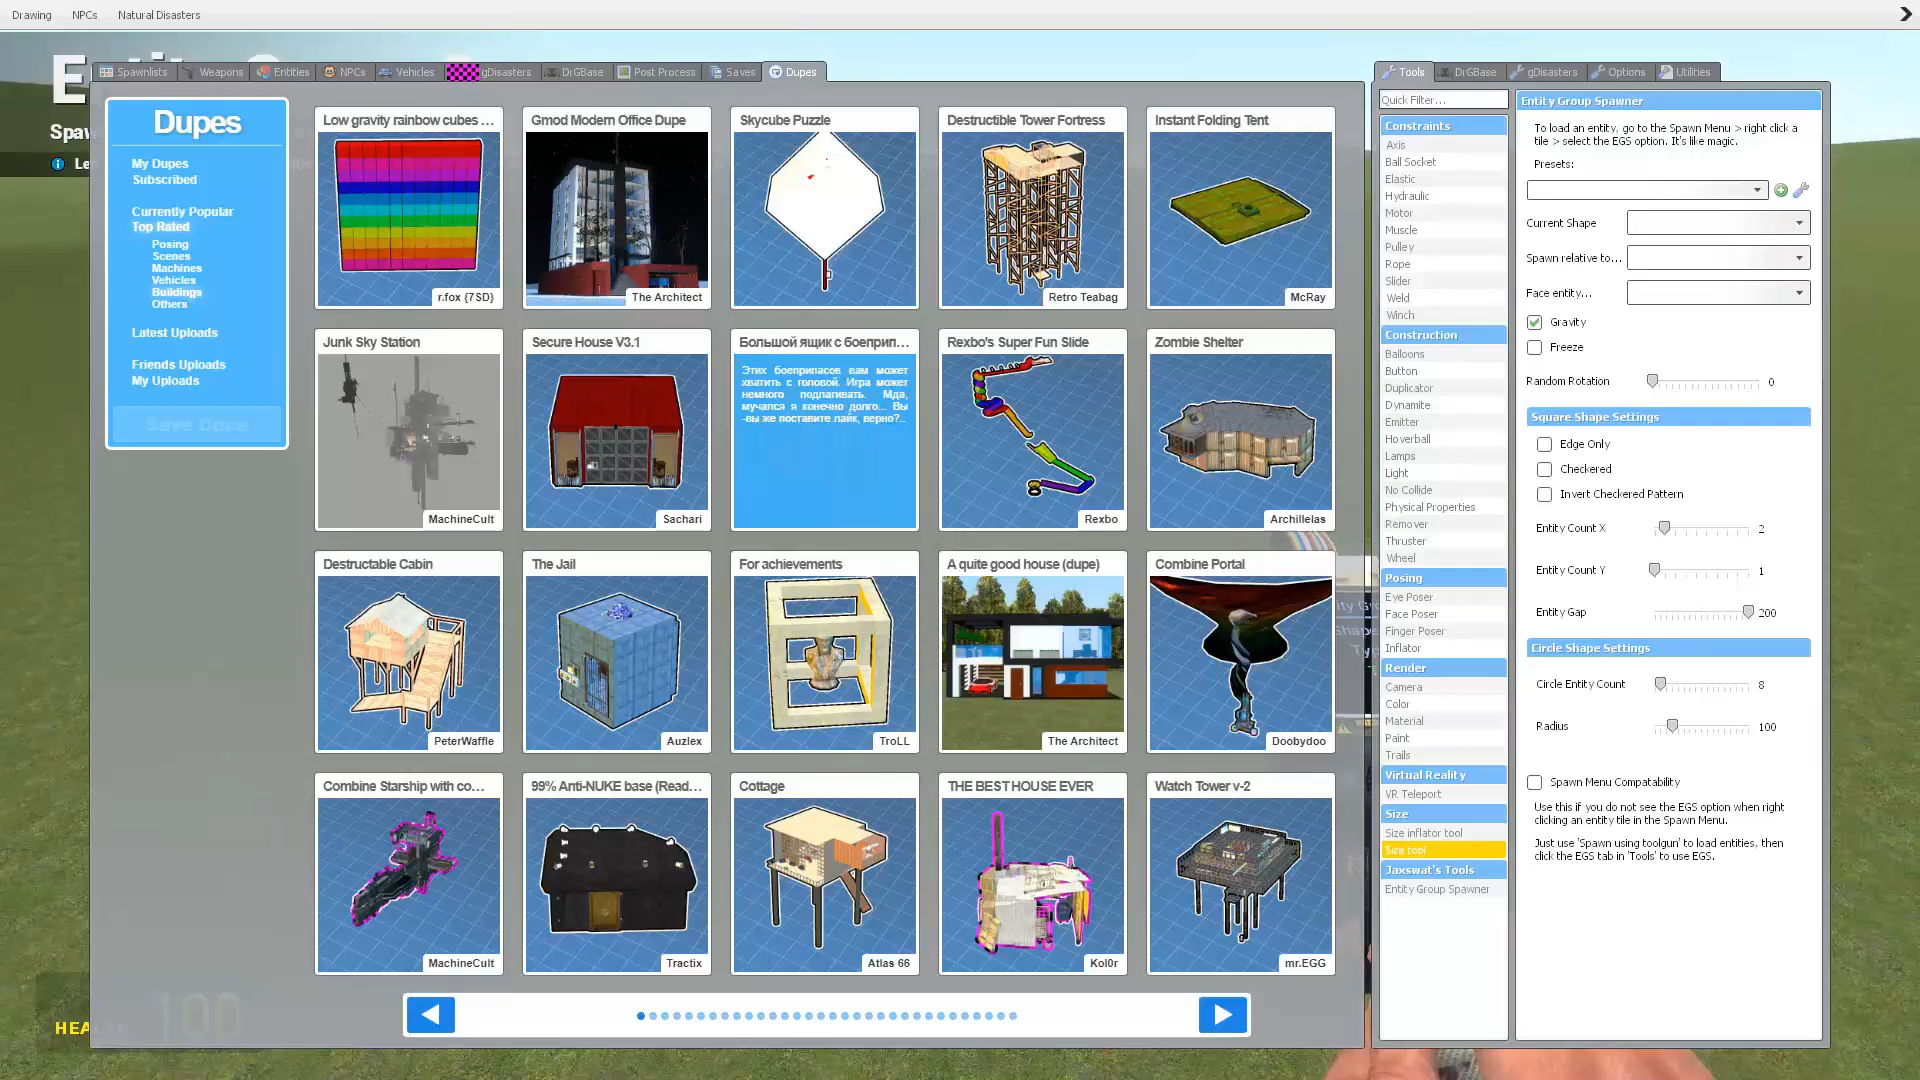 Drawing NPCs Natural Disasters
Spawnlists Weapons Entities NPCs Vehicles gDisasters DrGBase Post Process Saves Dupes
Dupes
My Dupes
Subscribed
Currently Popular
Top Rated
Posing
Scenes
Machines
Vehicles
Buildings
Others
Latest Uploads
Friends Uploads
My Uploads
Save Dupe
Low gravity rainbow cubes ...
r.fox {7SD}
Gmod Modern Office Dupe
The Architect
Skycube Puzzle
Destructible Tower Fortress
Retro Teabag
Instant Folding Tent
McRay
Junk Sky Station
MachineCult
Secure House V3.1
Sachari
Большой ящик с боеприп...
Этих боеприпасов вам может
хватить с головой. Игра может
немного подлагивать. Мда,
мучался я конечно долго... Вы
-вы же поставите лайк, верно?..
Rexbo's Super Fun Slide
Rexbo
Zombie Shelter
Archillelas
Destructable Cabin
PeterWaffle
The Jail
Auzlex
For achievements
TroLL
A quite good house (dupe)
The Architect
Combine Portal
Doobydoo
Combine Starship with co...
MachineCult
99% Anti-NUKE base (Read...
Tractix
Cottage
Atlas 66
THE BEST HOUSE EVER
Kol0r
Watch Tower v-2
mr.EGG
Tools DrGBase gDisasters Options Utilities
Quick Filter...
Constraints
Axis
Ball Socket
Elastic
Hydraulic
Motor
Muscle
Pulley
Rope
Slider
Weld
Winch
Construction
Balloons
Button
Duplicator
Dynamite
Emitter
Hoverball
Lamps
Light
No Collide
Physical Properties
Remover
Thruster
Wheel
Posing
Eye Poser
Face Poser
Finger Poser
Inflator
Render
Camera
Color
Material
Paint
Trails
Virtual Reality
VR Teleport
Size
Size inflator tool
Size tool
Jaxswat's Tools
Entity Group Spawner
Entity Group Spawner
To load an entity, go to the Spawn Menu > right click a
tile > select the EGS option. It's like magic.
Presets:
Current Shape
Spawn relative to...
Face entity...
Gravity
Freeze
Random Rotation 0
Square Shape Settings
Edge Only
Checkered
Invert Checkered Pattern
Entity Count X 2
Entity Count Y 1
Entity Gap 200
Circle Shape Settings
Circle Entity Count 8
Radius 100
Spawn Menu Compatability
Use this if you do not see the EGS option when right
clicking an entity tile in the Spawn Menu.
Just use 'Spawn using toolgun' to load entities, then
click the EGS tab in 'Tools' to use EGS.
100